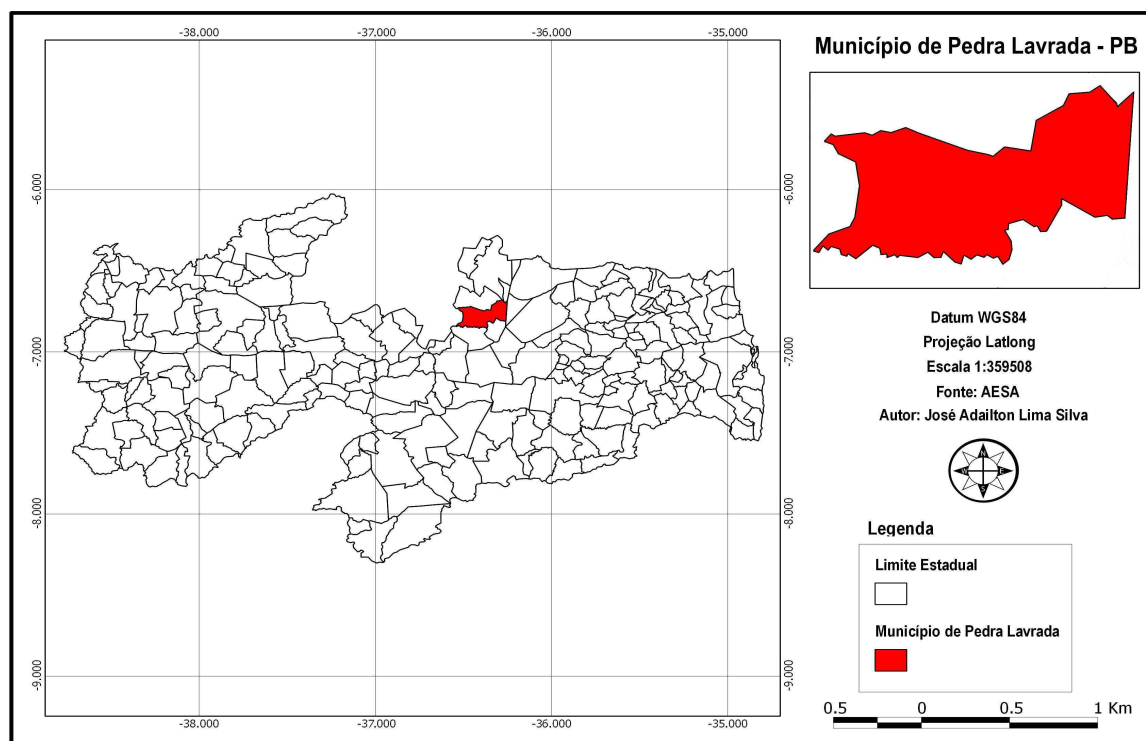 -38.000 -37.000 -36.000 -35.000
-6.000 -6.000
-7.000 -7.000
-8.000 -8.000
-9.000 -9.000
-38.000 -37.000 -36.000 -35.000
Município de Pedra Lavrada - PB
Datum WGS84
Projeção Latlong
Escala 1:359508
Fonte: AESA
Autor: José Adailton Lima Silva
N
W E
S
Legenda
Limite Estadual
Município de Pedra Lavrada
0.5 0 0.5 1 Km